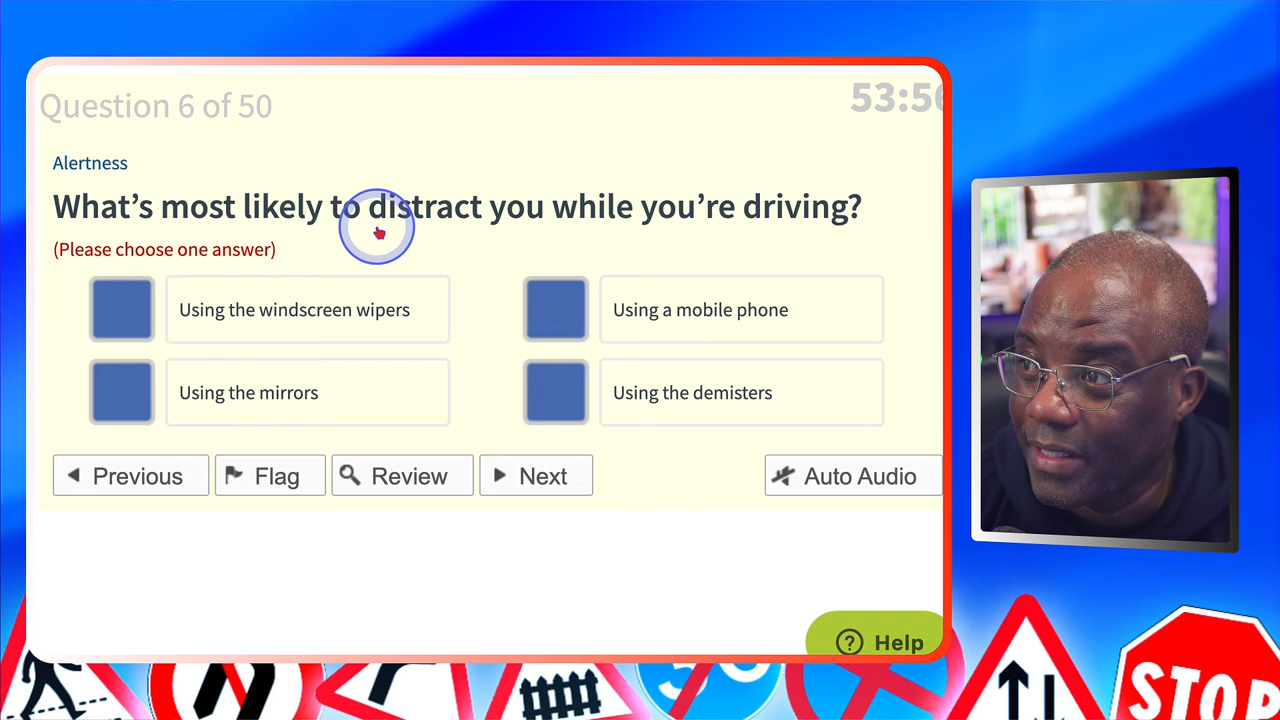 Question 6 of 50
53:56
Alertness
What's most likely to distract you while you're driving?
(Please choose one answer)
Using the windscreen wipers
Using a mobile phone
Using the mirrors
Using the demisters
Previous
Flag
Review
Next
Auto Audio
? Help
STOP